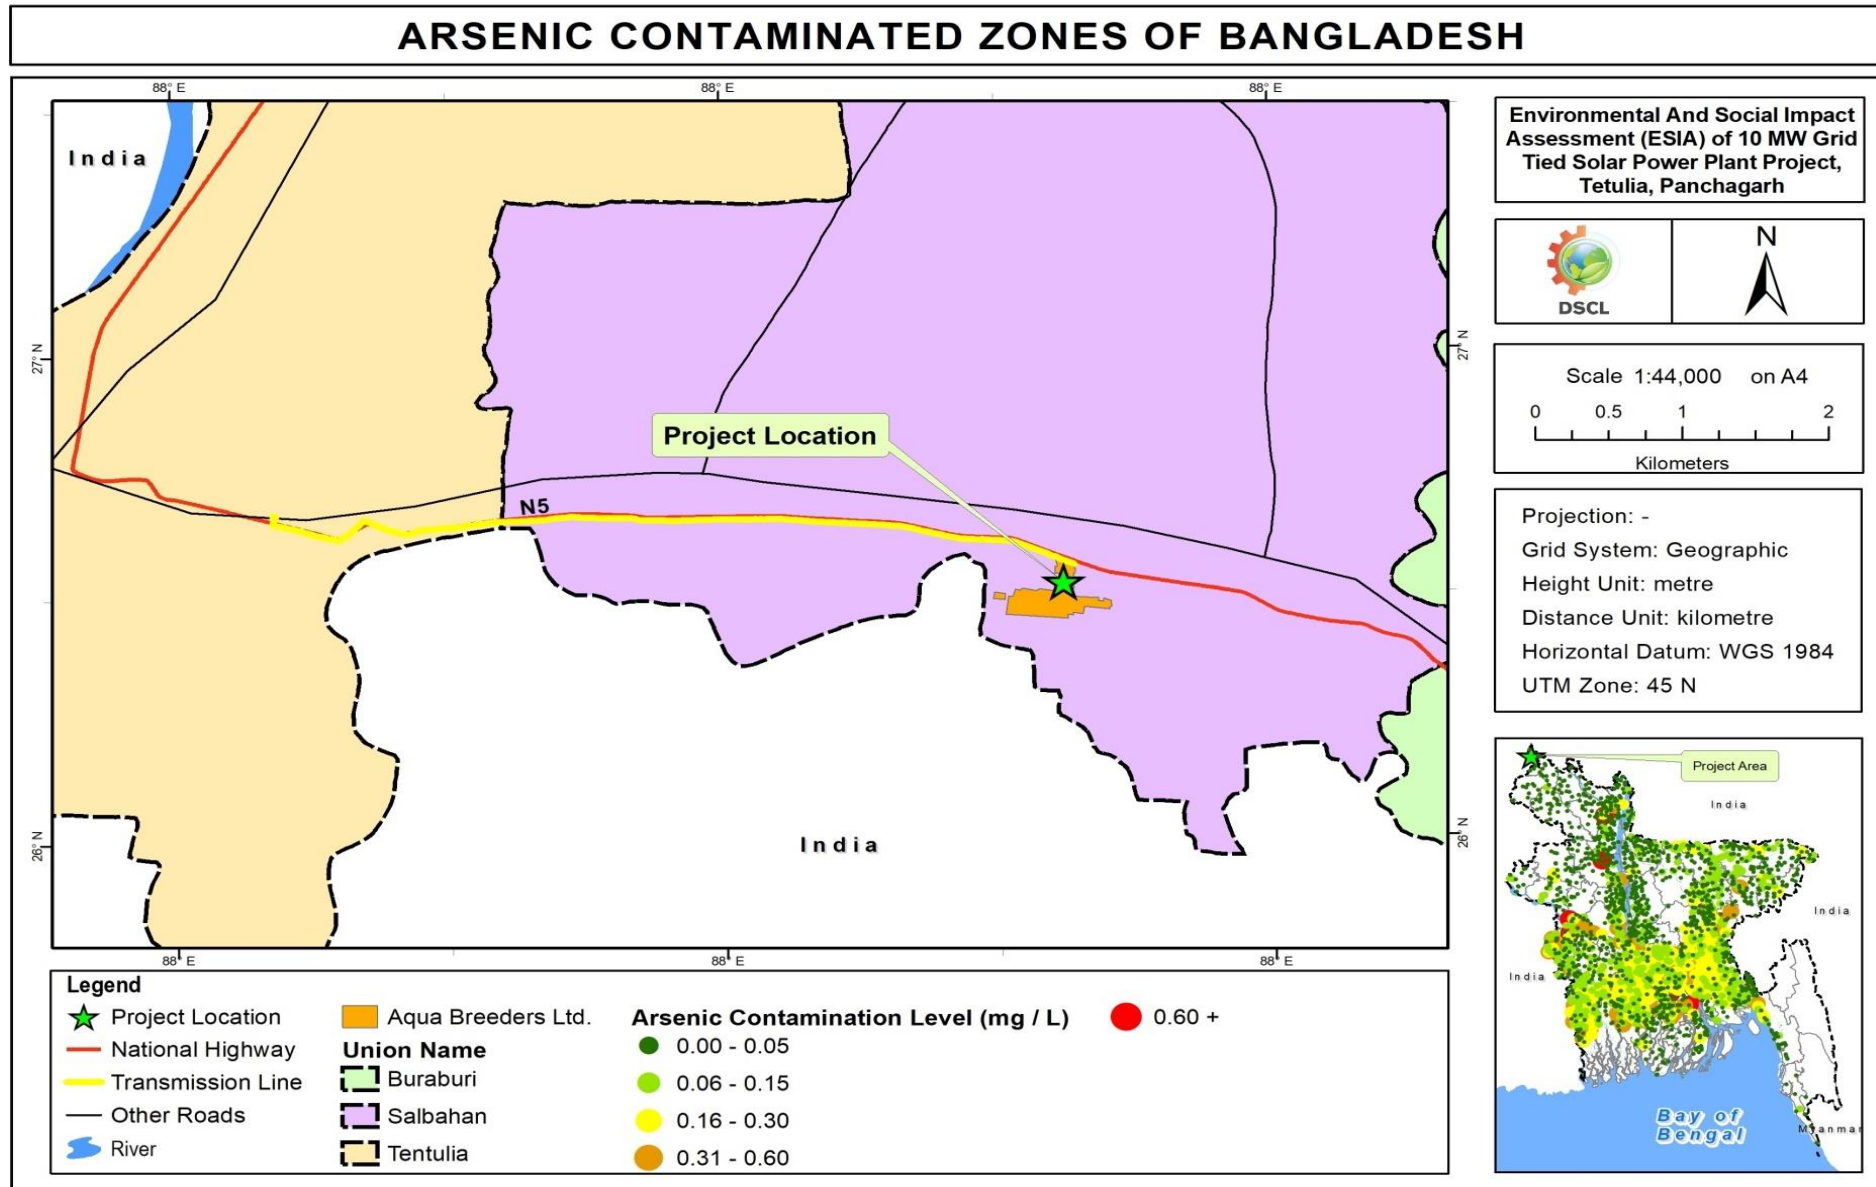 ARSENIC CONTAMINATED ZONES OF BANGLADESH
88° E
88° E
88° E
India
27° N
27° N
Project Location
N5
26° N
26° N
India
88° E
88° E
88° E
Environmental And Social Impact
Assessment (ESIA) of 10 MW Grid
Tied Solar Power Plant Project,
Tetulia, Panchagarh
DSCL
N
Scale 1:44,000 on A4
0 0.5 1 2
Kilometers
Projection: -
Grid System: Geographic
Height Unit: metre
Distance Unit: kilometre
Horizontal Datum: WGS 1984
UTM Zone: 45 N
Project Area
India
India
India
Bay of
Bengal
Myanmar
Legend
Project Location
National Highway
Transmission Line
Other Roads
River
Aqua Breeders Ltd.
Union Name
Buraburi
Salbahan
Tentulia
Arsenic Contamination Level (mg / L)
0.00 - 0.05
0.06 - 0.15
0.16 - 0.30
0.31 - 0.60
0.60 +